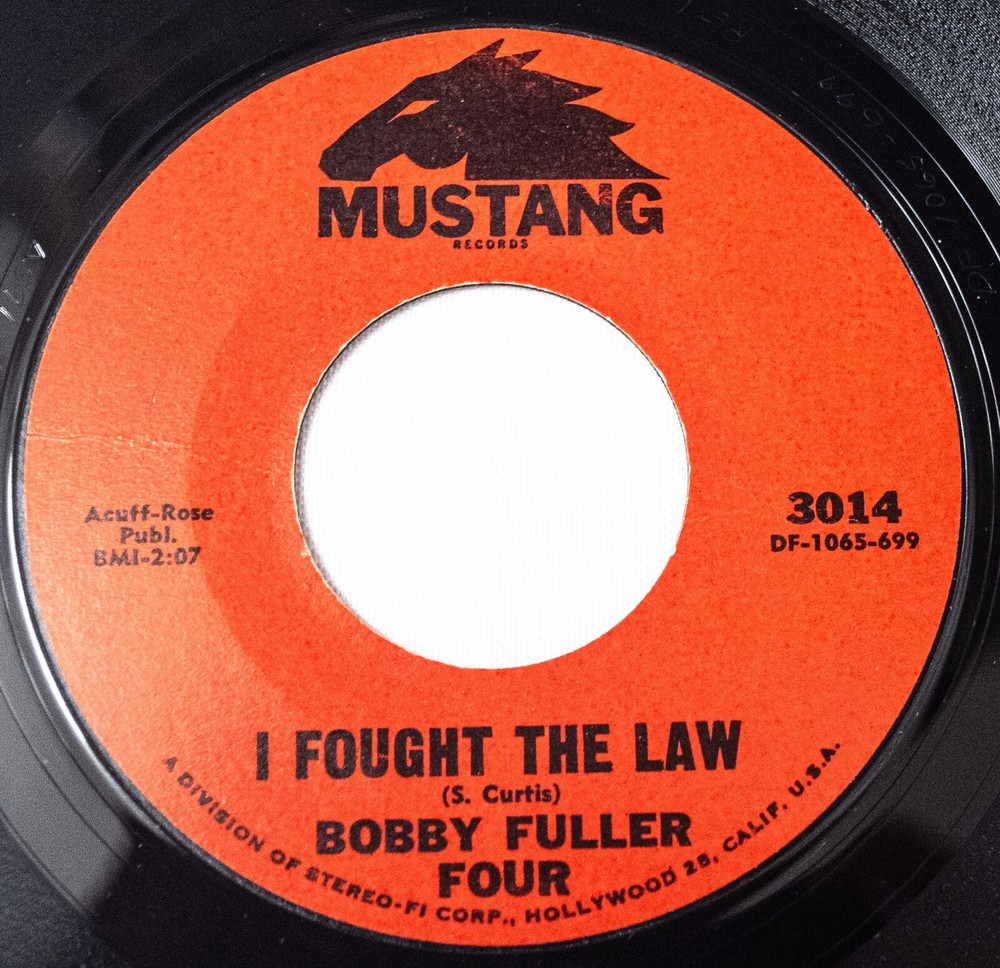 MUSTANG
RECORDS
Acuff-Rose
Publ.
BMI-2:07
3014
DF-1065-699
I FOUGHT THE LAW
(S. Curtis)
BOBBY FULLER
FOUR
A DIVISION OF STEREO-FI CORP., HOLLYWOOD 28, CALIF. U.S.A.